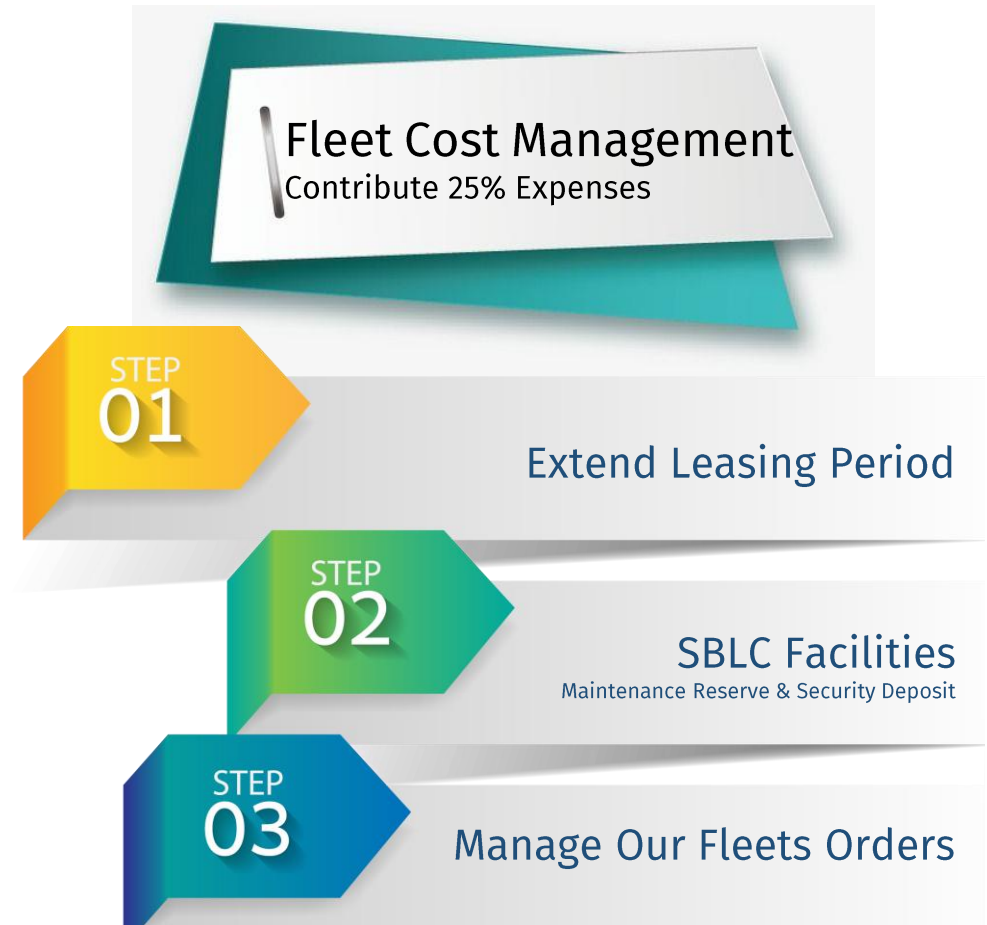 Fleet Cost Management
Contribute 25% Expenses
STEP
01
Extend Leasing Period
STEP
02
SBLC Facilities
Maintenance Reserve & Security Deposit
STEP
03
Manage Our Fleets Orders